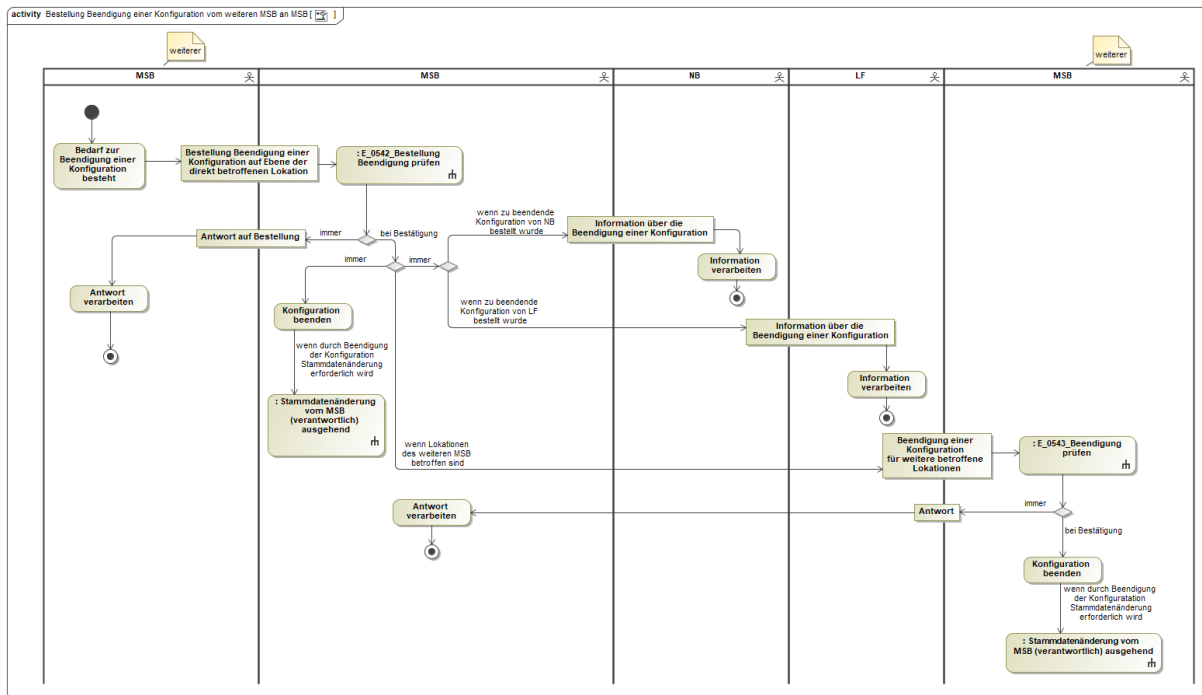 activity Bestellung Beendigung einer Konfiguration vom weiteren MSB an MSB [ ]
weiterer
weiterer
MSB
MSB
NB
LF
MSB
Bedarf zur
Beendigung einer
Konfiguration
besteht
Bestellung Beendigung einer
Konfiguration auf Ebene der
direkt betroffenen Lokation
: E_0542_Bestellung
Beendigung prüfen
Antwort auf Bestellung
immer
bei Bestätigung
wenn zu beendende
Konfiguration von NB
bestellt wurde
Information über die
Beendigung einer Konfiguration
Information
verarbeiten
immer
immer
Antwort
verarbeiten
Konfiguration
beenden
wenn zu beendende
Konfiguration von LF
bestellt wurde
Information über die
Beendigung einer Konfiguration
wenn durch Beendigung
der Konfiguration
Stammdatenänderung
erforderlich wird
Information
verarbeiten
: Stammdatenänderung
vom MSB
(verantwortlich)
ausgehend
wenn Lokationen
des weiteren MSB
betroffen sind
Beendigung einer
Konfiguration
für weitere betroffene
Lokationen
: E_0543_Beendigung
prüfen
Antwort
verarbeiten
Antwort
immer
bei Bestätigung
Konfiguration
beenden
wenn durch Beendigung
der Konfiguratation
Stammdatenänderung
erforderlich wird
: Stammdatenänderung vom
MSB (verantwortlich) ausgehend